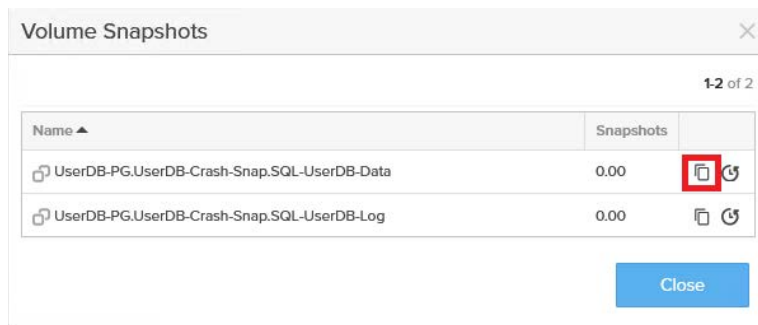 Volume Snapshots
1-2 of 2
Name Snapshots
UserDB-PG.UserDB-Crash-Snap.SQL-UserDB-Data 0.00
UserDB-PG.UserDB-Crash-Snap.SQL-UserDB-Log 0.00
Close